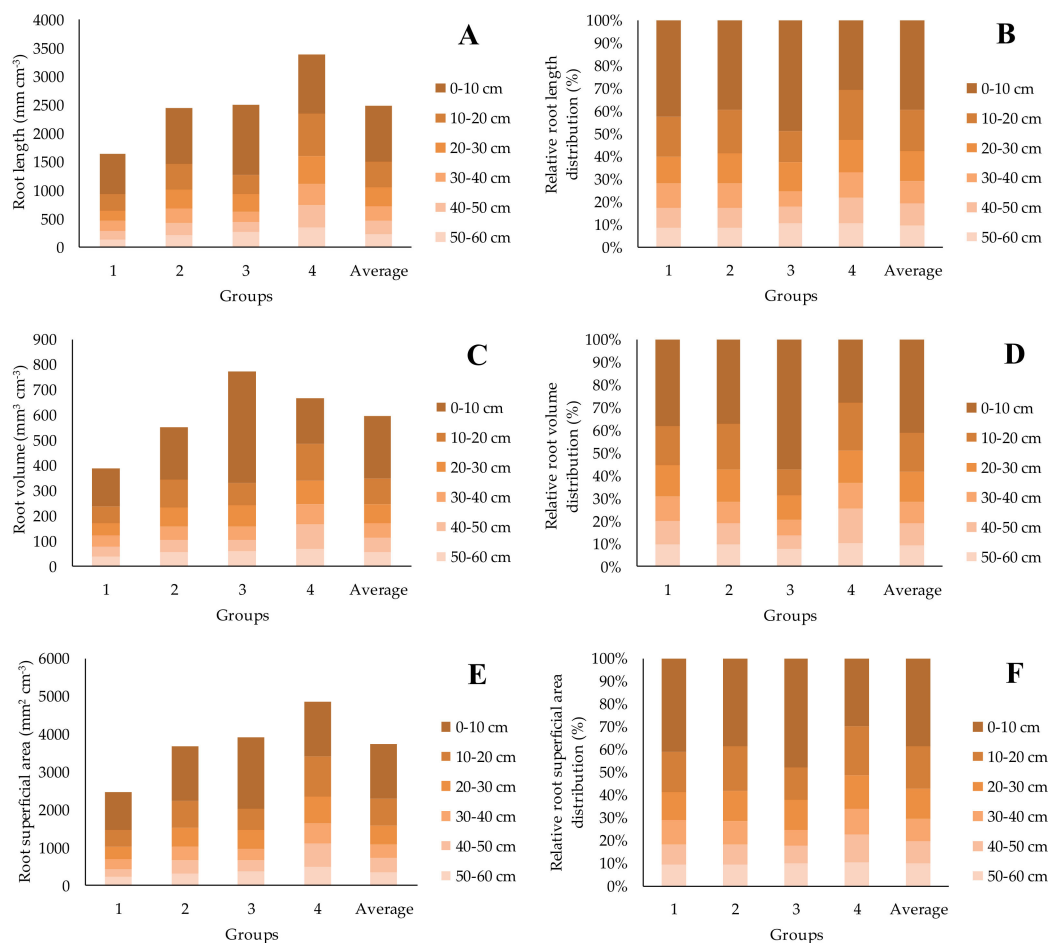 A
Root length (mm cm-3)
4000
3500
3000
2500
2000
1500
1000
500
0
1 2 3 4 Average
Groups
0-10 cm
10-20 cm
20-30 cm
30-40 cm
40-50 cm
50-60 cm
B
Relative root length
distribution (%)
100%
90%
80%
70%
60%
50%
40%
30%
20%
10%
0%
1 2 3 4 Average
Groups
0-10 cm
10-20 cm
20-30 cm
30-40 cm
40-50 cm
50-60 cm
C
Root volume (mm³ cm-3)
900
800
700
600
500
400
300
200
100
0
1 2 3 4 Average
Groups
0-10 cm
10-20 cm
20-30 cm
30-40 cm
40-50 cm
50-60 cm
D
Relative root volume
distribution (%)
100%
90%
80%
70%
60%
50%
40%
30%
20%
10%
0%
1 2 3 4 Average
Groups
0-10 cm
10-20 cm
20-30 cm
30-40 cm
40-50 cm
50-60 cm
E
Root superficial area (mm² cm-3)
6000
5000
4000
3000
2000
1000
0
1 2 3 4 Average
Groups
0-10 cm
10-20 cm
20-30 cm
30-40 cm
40-50 cm
50-60 cm
F
Relative root superficial area
distribution (%)
100%
90%
80%
70%
60%
50%
40%
30%
20%
10%
0%
1 2 3 4 Average
Groups
0-10 cm
10-20 cm
20-30 cm
30-40 cm
40-50 cm
50-60 cm